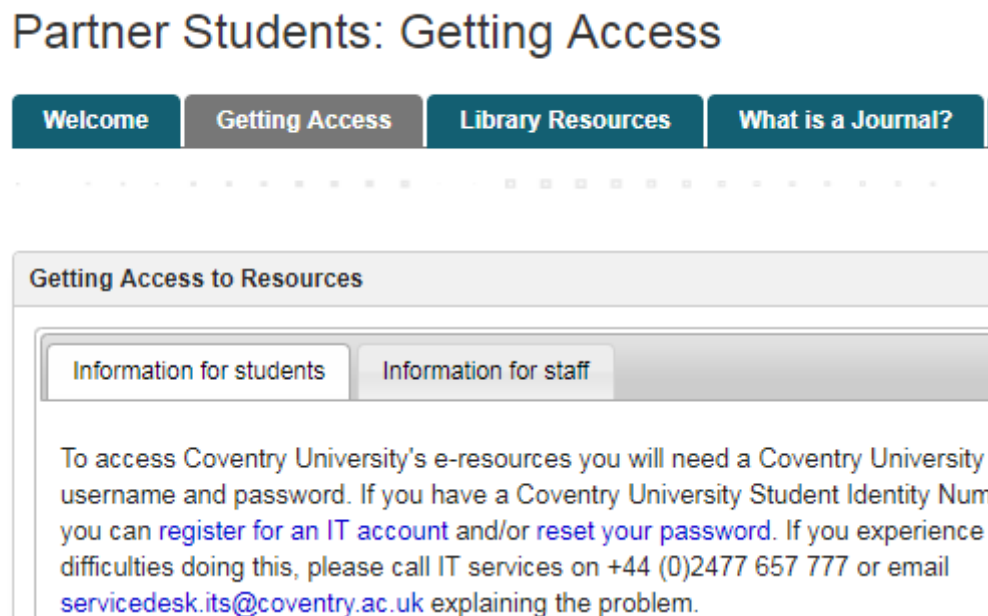 Partner Students: Getting Access
Welcome Getting Access Library Resources What is a Journal?
Getting Access to Resources
Information for students Information for staff
To access Coventry University's e-resources you will need a Coventry University
username and password. If you have a Coventry University Student Identity Num
you can register for an IT account and/or reset your password. If you experience
difficulties doing this, please call IT services on +44 (0)2477 657 777 or email
servicedesk.its@coventry.ac.uk explaining the problem.